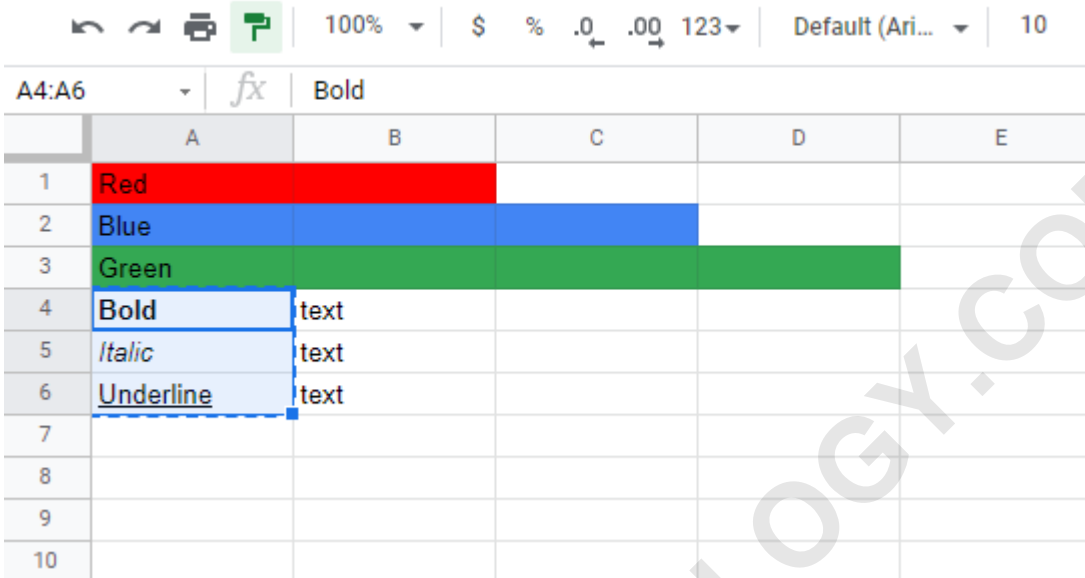 100% $ % .0 .00 123 Default (Ari... 10
A4:A6 fx Bold
A B C D E
1 Red
2 Blue
3 Green
4 Bold text
5 Italic text
6 Underline text
7
8
9
10
LOGY.CO